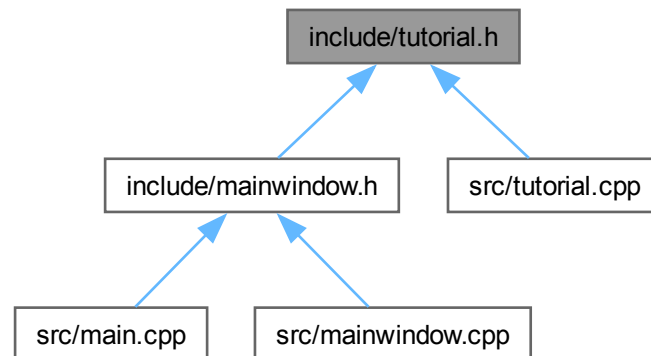 include/tutorial.h
include/mainwindow.h
src/tutorial.cpp
src/main.cpp
src/mainwindow.cpp